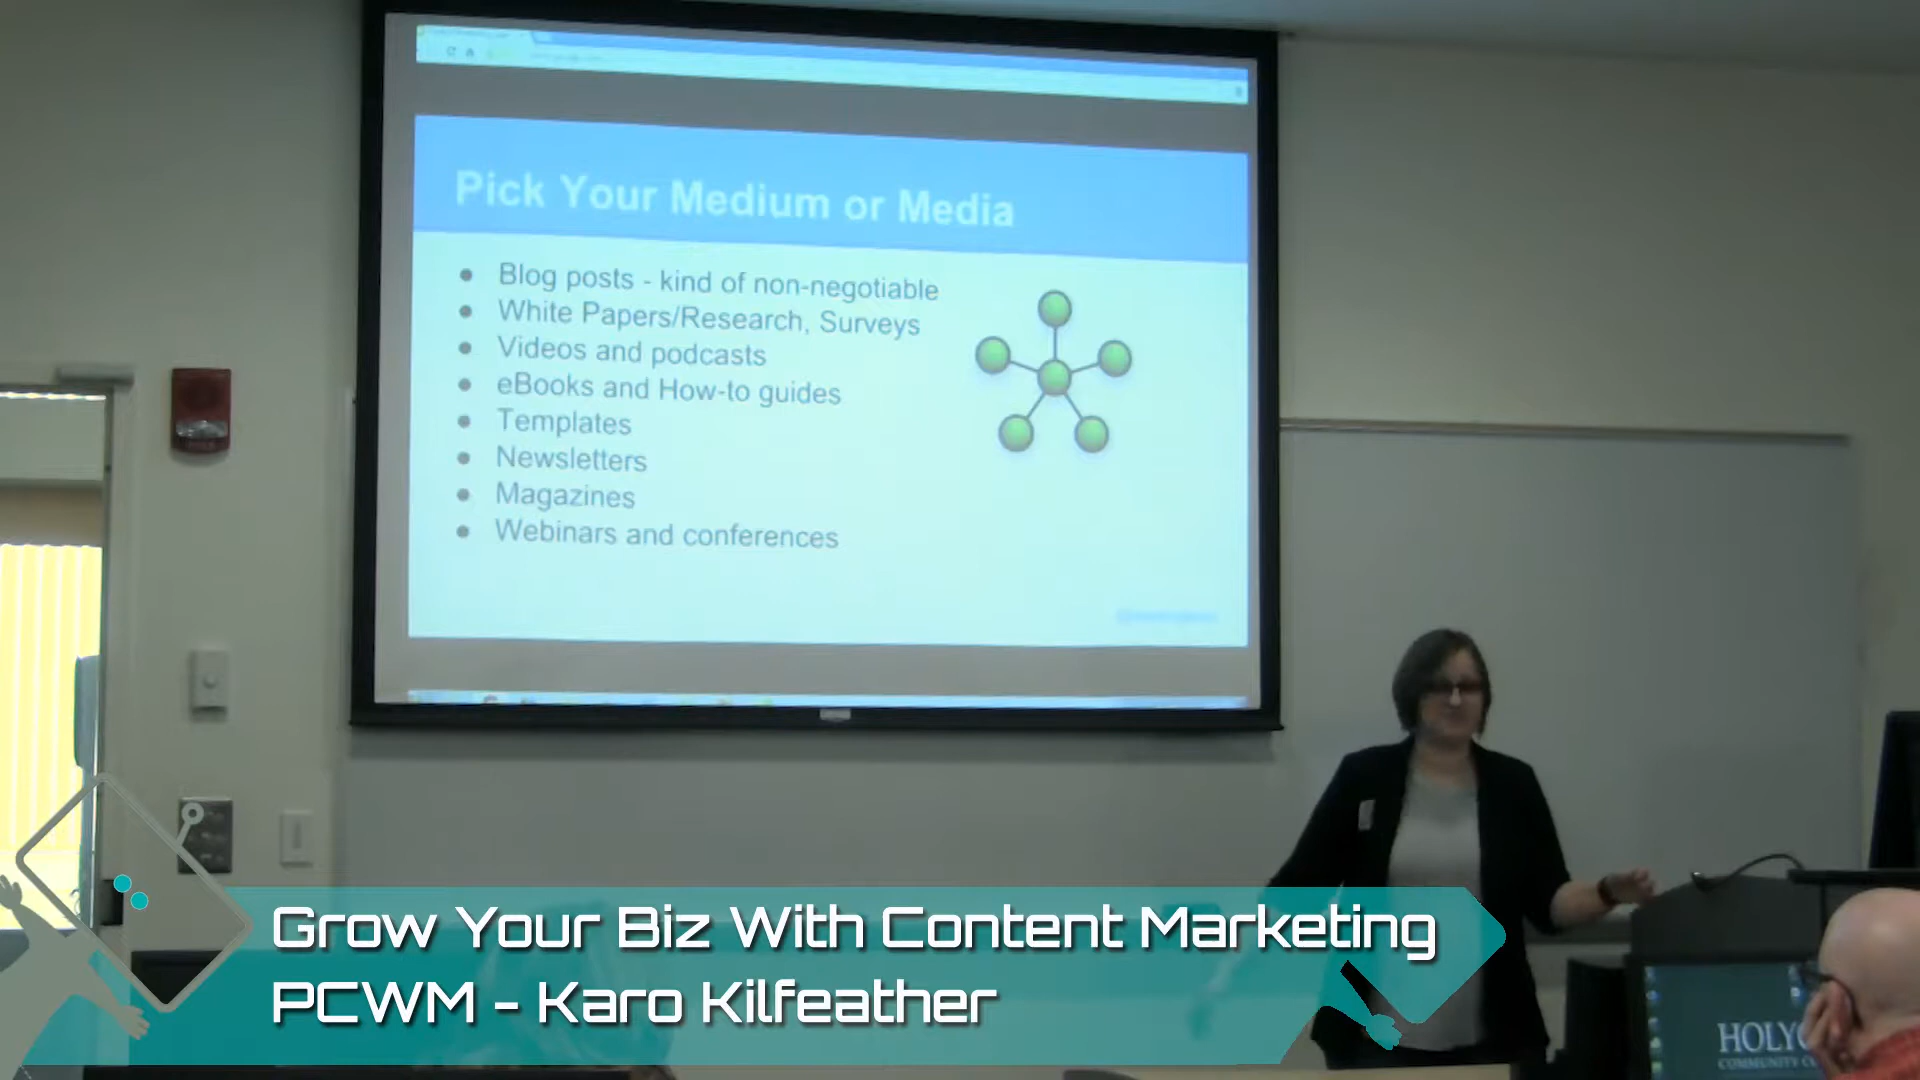 Pick Your Medium or Media
Blog posts - kind of non-negotiable
White Papers/Research, Surveys
Videos and podcasts
eBooks and How-to guides
Templates
Newsletters
Magazines
Webinars and conferences
Grow Your Biz With Content Marketing
PCWM - Karo Kilfeather
COMMUNITY